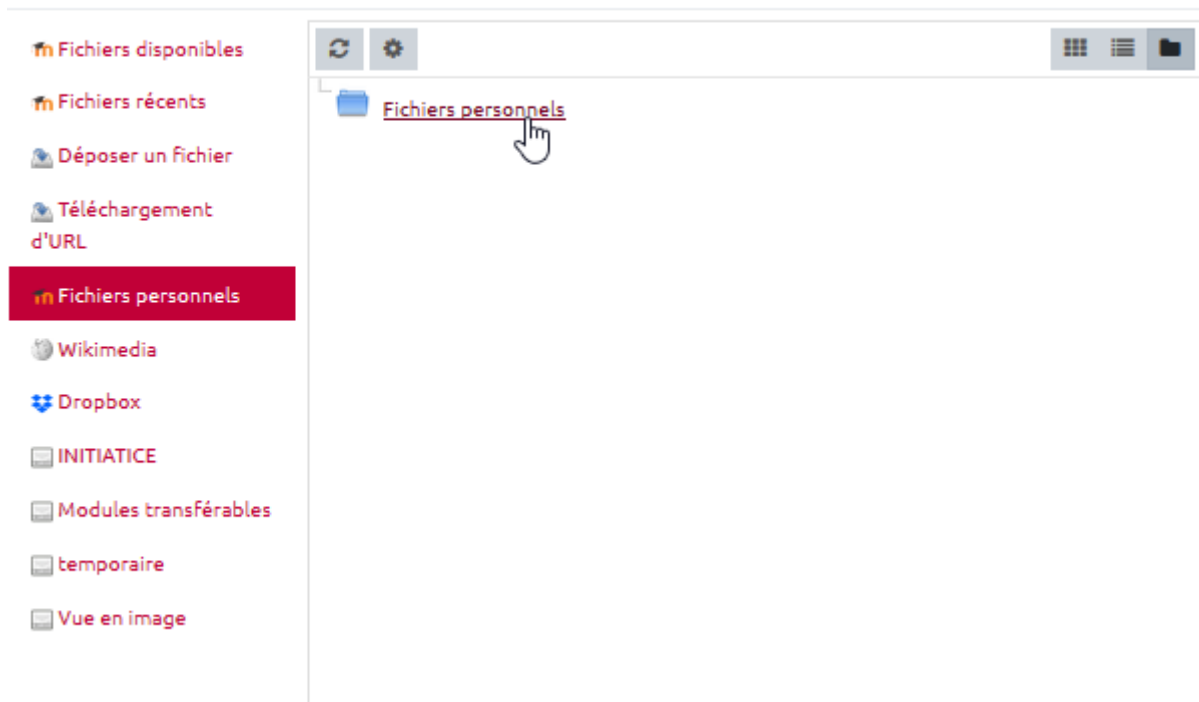 Fichiers disponibles
Fichiers récents
Déposer un fichier
Téléchargement
d'URL
Fichiers personnels
Wikimedia
Dropbox
INITIATICE
Modules transférables
temporaire
Vue en image
Fichiers personnels